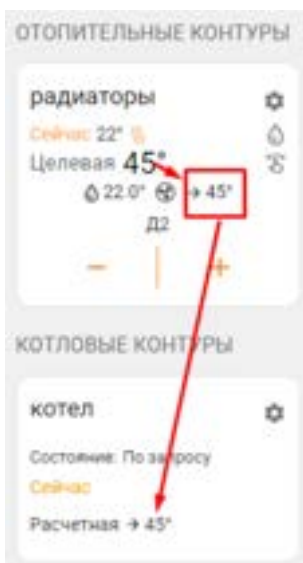 ОТОПИТЕЛЬНЫЕ КОНТУРЫ
радиаторы
Сейчас 22°
Целевая 45°
22.0° → 45°
Д2
− +
КОТЛОВЫЕ КОНТУРЫ
котел
Состояние: По запросу
Сейчас
Расчетная → 45°